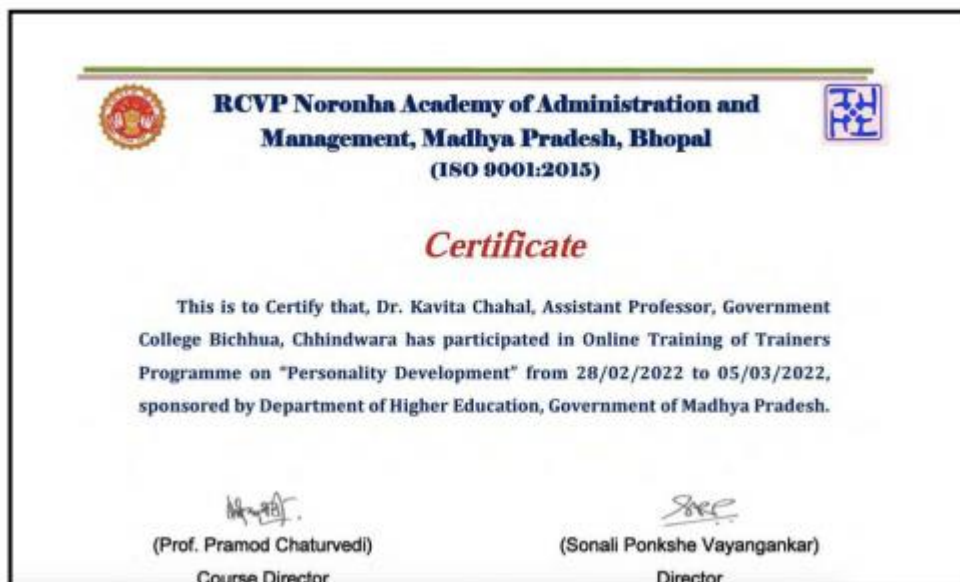 RCVP Noronha Academy of Administration and
Management, Madhya Pradesh, Bhopal
(ISO 9001:2015)
Certificate
This is to Certify that, Dr. Kavita Chahal, Assistant Professor, Government
College Bichhua, Chhindwara has participated in Online Training of Trainers
Programme on "Personality Development" from 28/02/2022 to 05/03/2022,
sponsored by Department of Higher Education, Government of Madhya Pradesh.
(Prof. Pramod Chaturvedi)
(Sonali Ponkshe Vayangankar)
Course Director
Director